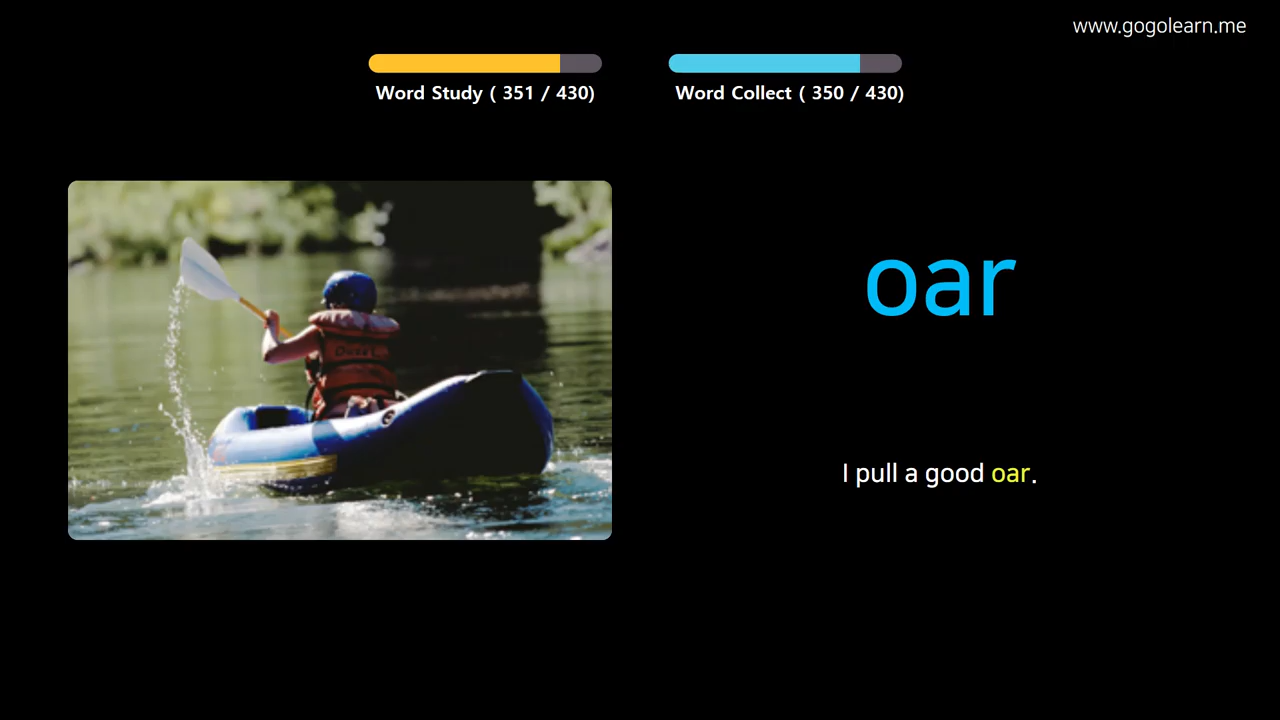 www.gogolearn.me
Word Study ( 351 / 430)
Word Collect ( 350 / 430)
oar
I pull a good oar.